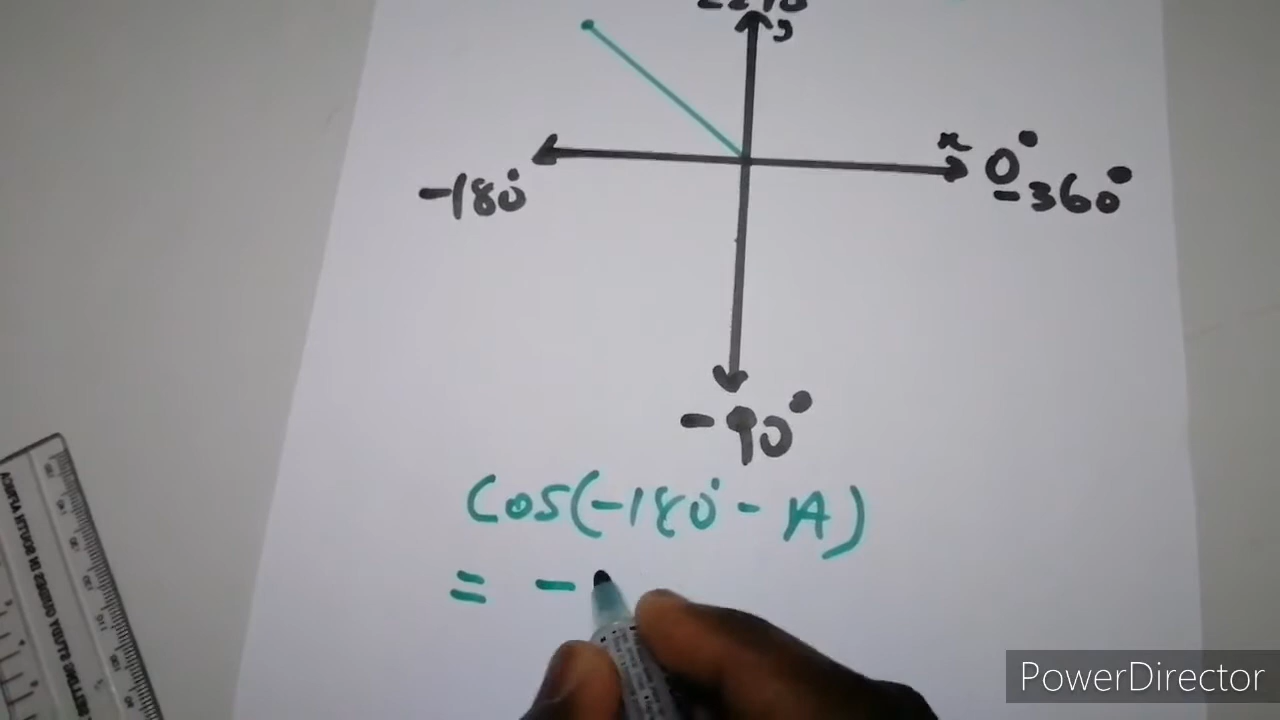 y
x 0°
-180° -360°
-90°
Cos(-180° - A)
= -
PowerDirector